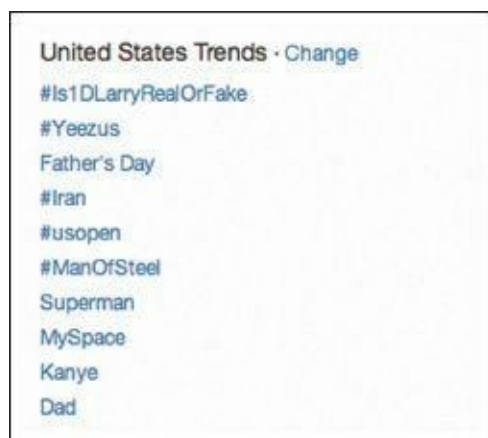 United States Trends · Change
#Is1DLarryRealOrFake
#Yeezus
Father's Day
#Iran
#usopen
#ManOfSteel
Superman
MySpace
Kanye
Dad